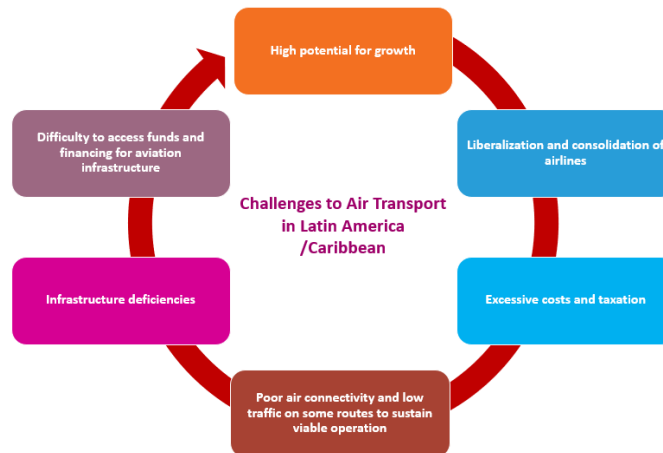 High potential for growth
Liberalization and consolidation of
airlines
Excessive costs and taxation
Poor air connectivity and low
traffic on some routes to sustain
viable operation
Infrastructure deficiencies
Difficulty to access funds and
financing for aviation
infrastructure
Challenges to Air Transport
in Latin America
/Caribbean